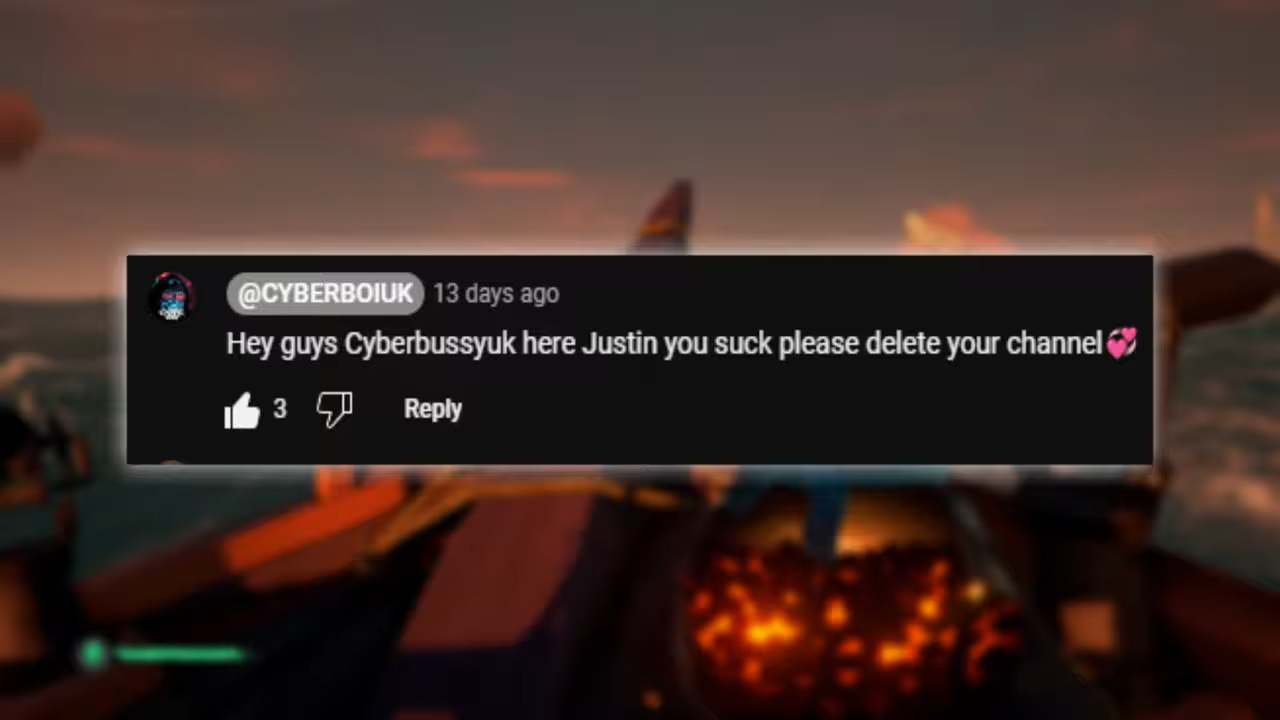 @CYBERBOIUK 13 days ago
Hey guys Cyberbussyuk here Justin you suck please delete your channel💞
3 Reply